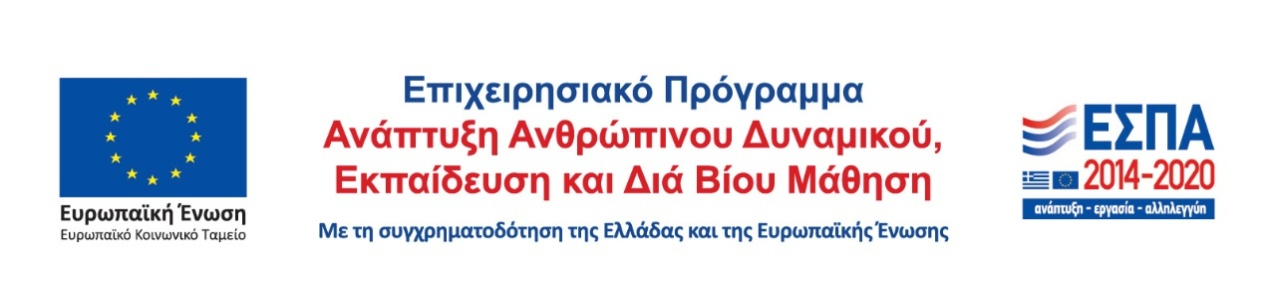 Επιχειρησιακό Πρόγραμμα
Ανάπτυξη Ανθρώπινου Δυναμικού,
Εκπαίδευση και Διά Βίου Μάθηση
Με τη συγχρηματοδότηση της Ελλάδας και της Ευρωπαϊκής Ένωσης
Ευρωπαϊκή Ένωση
Ευρωπαϊκό Κοινωνικό Ταμείο
ΕΣΠΑ
2014-2020
ανάπτυξη - εργασία - αλληλεγγύη